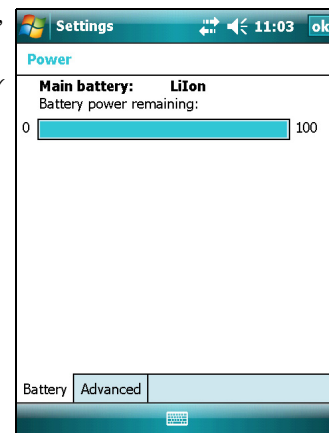 Settings 11:03 ok
Power
Main battery: LiIon
Battery power remaining:
0 100
Battery Advanced